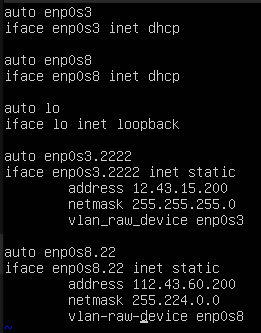 auto enp0s3
iface enp0s3 inet dhcp
auto enp0s8
iface enp0s8 inet dhcp
auto lo
iface lo inet loopback
auto enp0s3.2222
iface enp0s3.2222 inet static
address 12.43.15.200
netmask 255.255.255.0
vlan_raw_device enp0s3
auto enp0s8.22
iface enp0s8.22 inet static
address 112.43.60.200
netmask 255.224.0.0
vlan-raw-device enp0s8
~